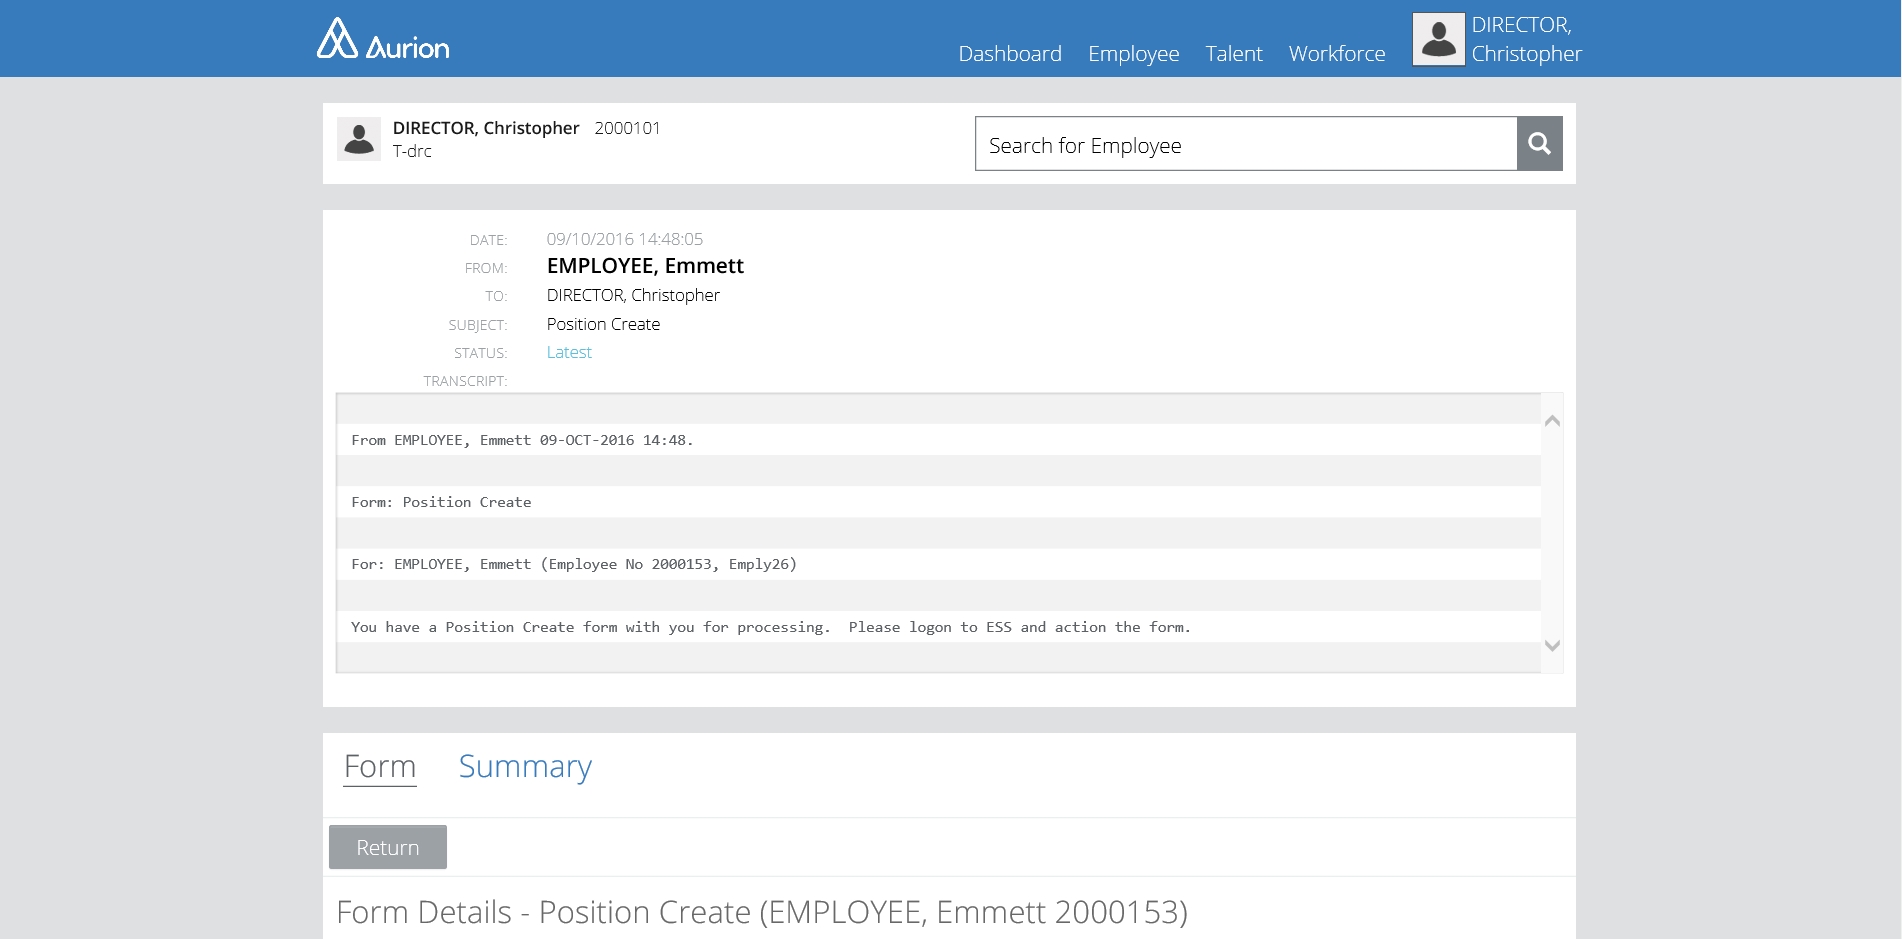 Aurion
Dashboard Employee Talent Workforce
DIRECTOR,
Christopher
DIRECTOR, Christopher 2000101
T-drc
Search for Employee
DATE: 09/10/2016 14:48:05
FROM: EMPLOYEE, Emmett
TO: DIRECTOR, Christopher
SUBJECT: Position Create
STATUS: Latest
TRANSCRIPT:
From EMPLOYEE, Emmett 09-OCT-2016 14:48.
Form: Position Create
For: EMPLOYEE, Emmett (Employee No 2000153, Emply26)
You have a Position Create form with you for processing.  Please logon to ESS and action the form.
Form Summary
Return
Form Details - Position Create (EMPLOYEE, Emmett 2000153)